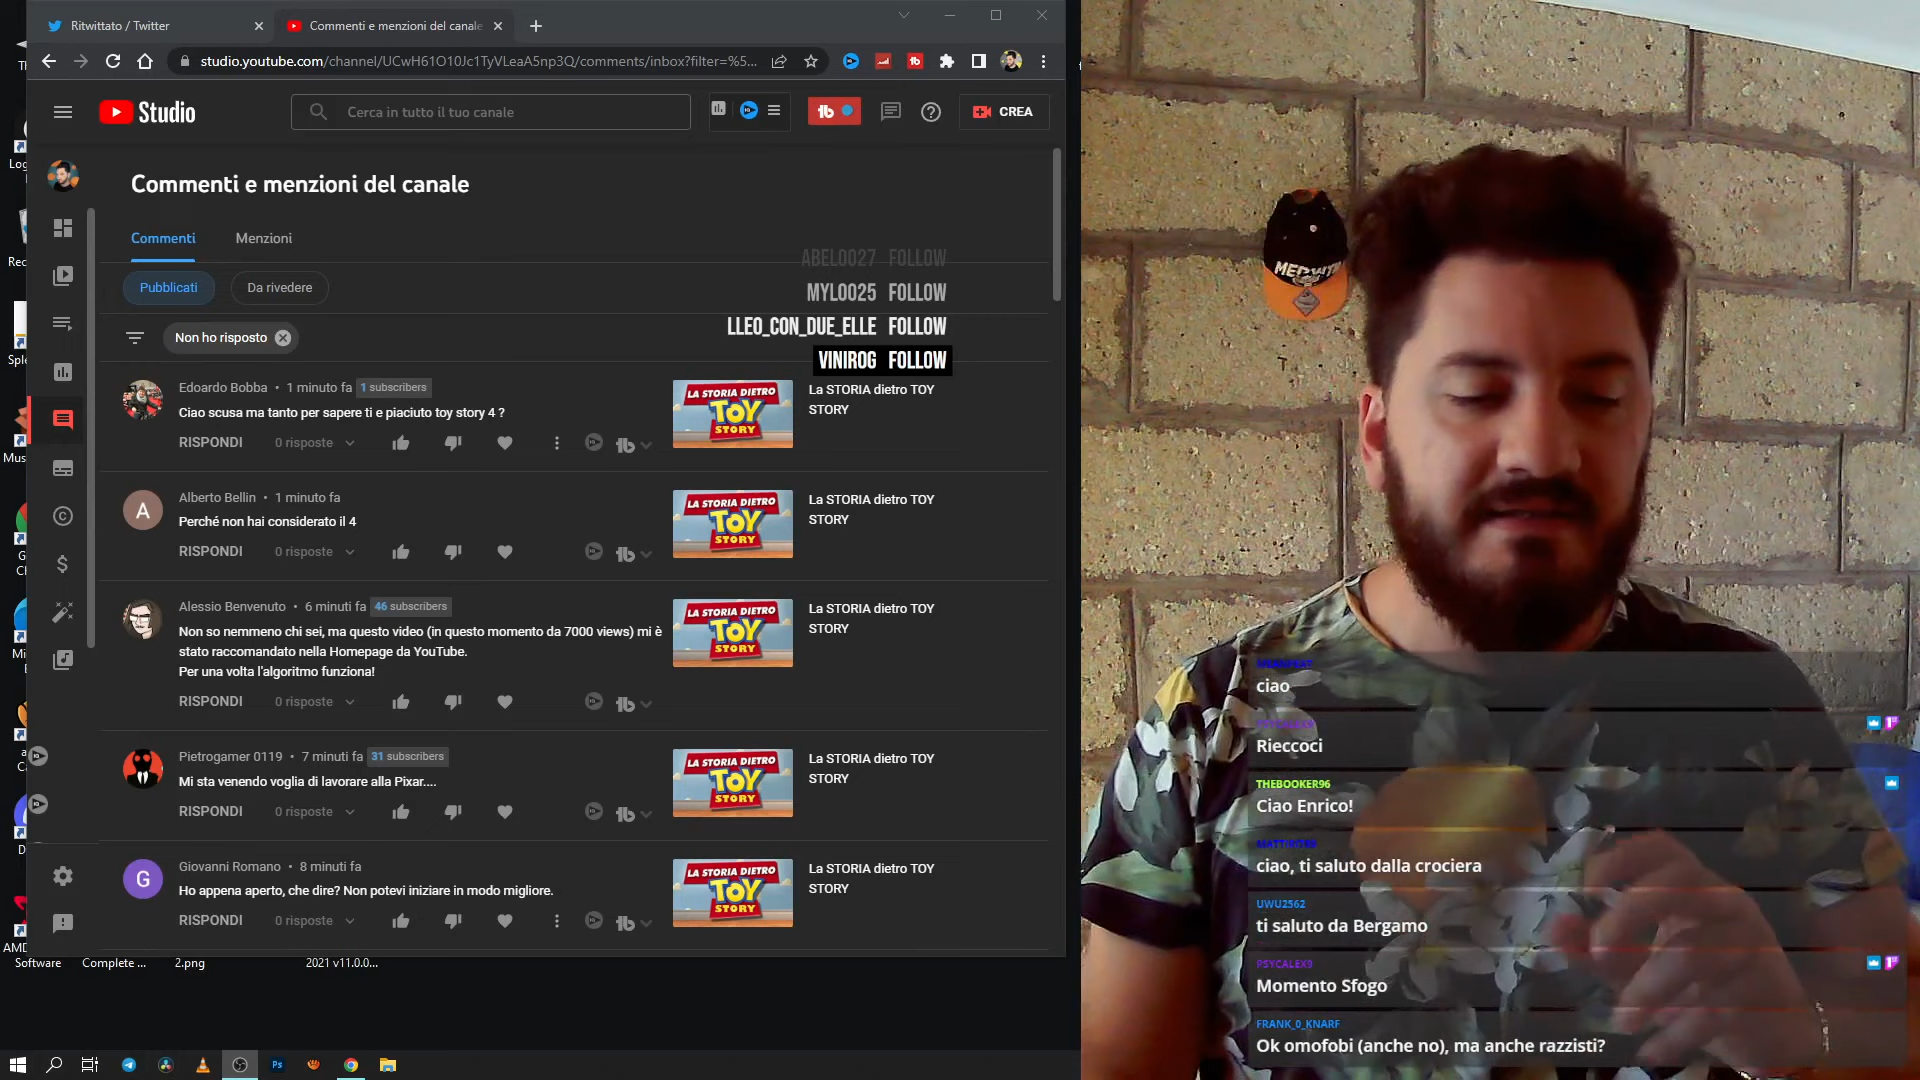 Ritwittato / Twitter
Commenti e menzioni del canale
studio.youtube.com/channel/UCwH61O10Jc1TyVLeaA5np3Q/comments/inbox?filter=%5...
Studio
Cerca in tutto il tuo canale
CREA
Commenti e menzioni del canale
Commenti
Menzioni
Pubblicati
Da rivedere
Non ho risposto
ABEL0027 FOLLOW
MYL0025 FOLLOW
LLEO_CON_DUE_ELLE FOLLOW
VINIROG FOLLOW
Edoardo Bobba • 1 minuto fa 1 subscribers
Ciao scusa ma tanto per sapere ti e piaciuto toy story 4 ?
RISPONDI 0 risposte
LA STORIA DIETRO
TOY
STORY
La STORIA dietro TOY
STORY
Alberto Bellin • 1 minuto fa
A
Perché non hai considerato il 4
RISPONDI 0 risposte
LA STORIA DIETRO
TOY
STORY
La STORIA dietro TOY
STORY
Alessio Benvenuto • 6 minuti fa 46 subscribers
Non so nemmeno chi sei, ma questo video (in questo momento da 7000 views) mi è
stato raccomandato nella Homepage da YouTube.
Per una volta l'algoritmo funziona!
RISPONDI 0 risposte
LA STORIA DIETRO
TOY
STORY
La STORIA dietro TOY
STORY
Pietrogamer 0119 • 7 minuti fa 31 subscribers
Mi sta venendo voglia di lavorare alla Pixar....
RISPONDI 0 risposte
LA STORIA DIETRO
TOY
STORY
La STORIA dietro TOY
STORY
Giovanni Romano • 8 minuti fa
G
Ho appena aperto, che dire? Non potevi iniziare in modo migliore.
RISPONDI 0 risposte
LA STORIA DIETRO
TOY
STORY
La STORIA dietro TOY
STORY
Software
Complete ...
2.png
2021 v11.0.0...
Ps
ciao
PSYCALEX9
Rieccoci
THEBOOKER96
Ciao Enrico!
ciao, ti saluto dalla crociera
UWU2562
ti saluto da Bergamo
PSYCALEX9
Momento Sfogo
FRANK_0_KNARF
Ok omofobi (anche no), ma anche razzisti?